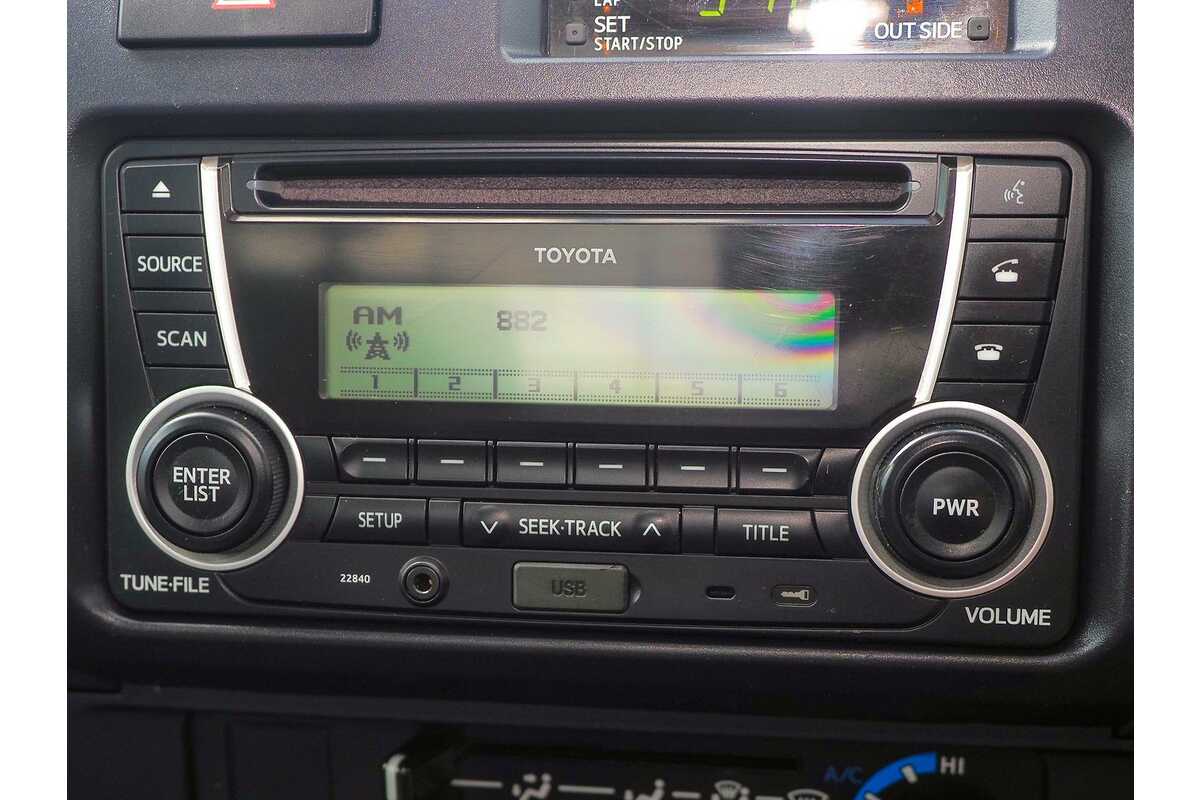 LAP
SET
START/STOP
OUT SIDE
SOURCE
SCAN
TOYOTA
AM
882
1 2 3 4 5 6
ENTER
LIST
TUNE·FILE
SETUP
SEEK·TRACK
TITLE
PWR
VOLUME
22840
USB
A/C
HI